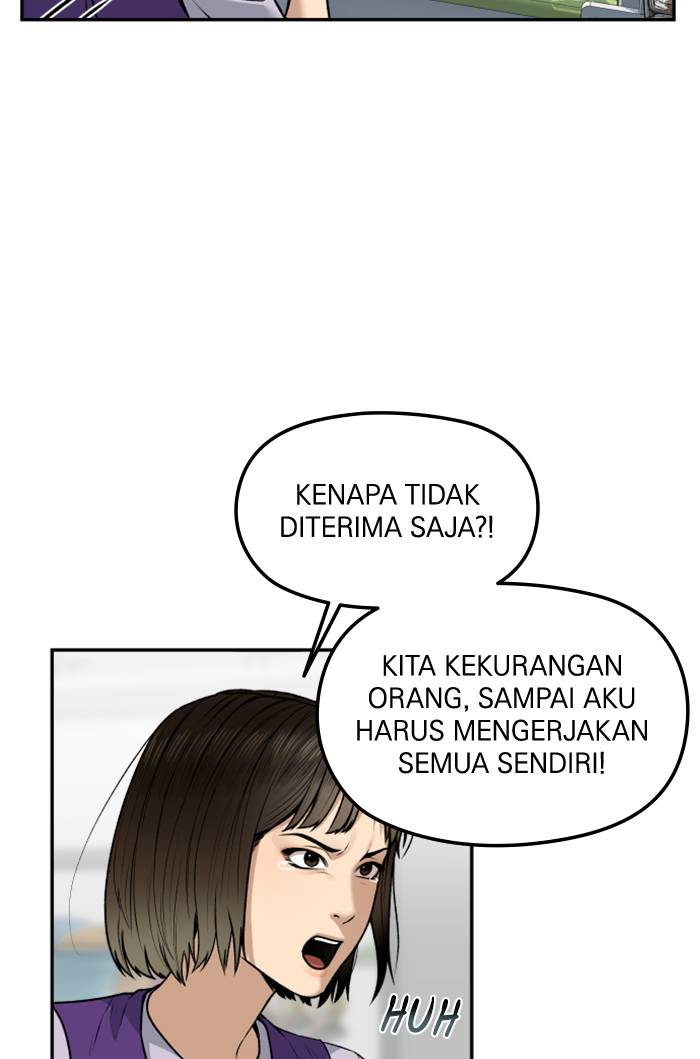 KENAPA TIDAK
DITERIMA SAJA?!
KITA KEKURANGAN
ORANG, SAMPAI AKU
HARUS MENGERJAKAN
SEMUA SENDIRI!
HUH